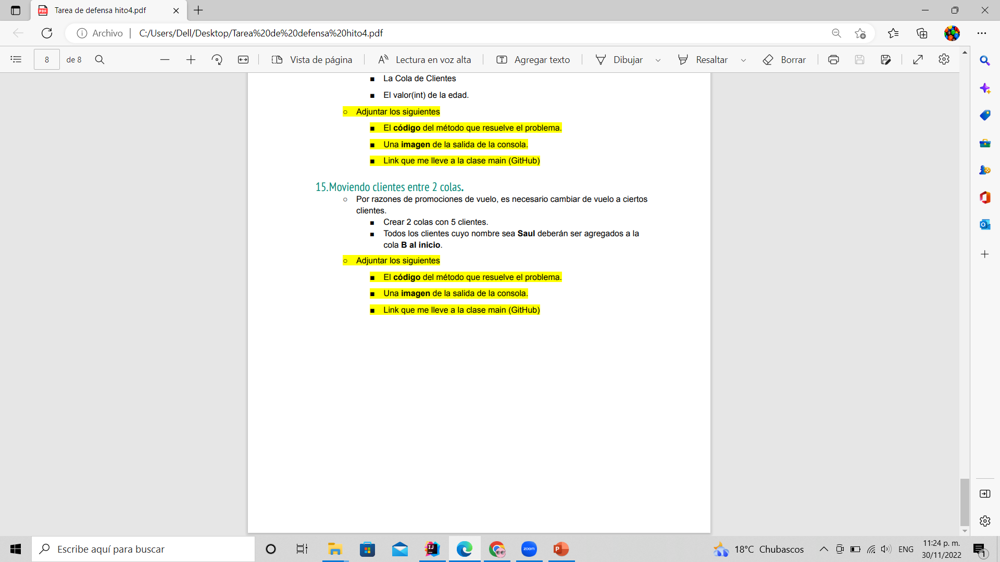 Tarea de defensa hito4.pdf
Archivo
C:/Users/Dell/Desktop/Tarea%20de%20defensa%20hito4.pdf
8 de 8
Vista de página
Lectura en voz alta
Agregar texto
Dibujar
Resaltar
Borrar
■ La Cola de Clientes
■ El valor(int) de la edad.
○ Adjuntar los siguientes
■ El código del método que resuelve el problema.
■ Una imagen de la salida de la consola.
■ Link que me lleve a la clase main (GitHub)
15.Moviendo clientes entre 2 colas.
○ Por razones de promociones de vuelo, es necesario cambiar de vuelo a ciertos
clientes.
■ Crear 2 colas con 5 clientes.
■ Todos los clientes cuyo nombre sea Saul deberán ser agregados a la
cola B al inicio.
○ Adjuntar los siguientes
■ El código del método que resuelve el problema.
■ Una imagen de la salida de la consola.
■ Link que me lleve a la clase main (GitHub)
Escribe aquí para buscar
zoom
18°C Chubascos
ENG
11:24 p. m.
30/11/2022
1